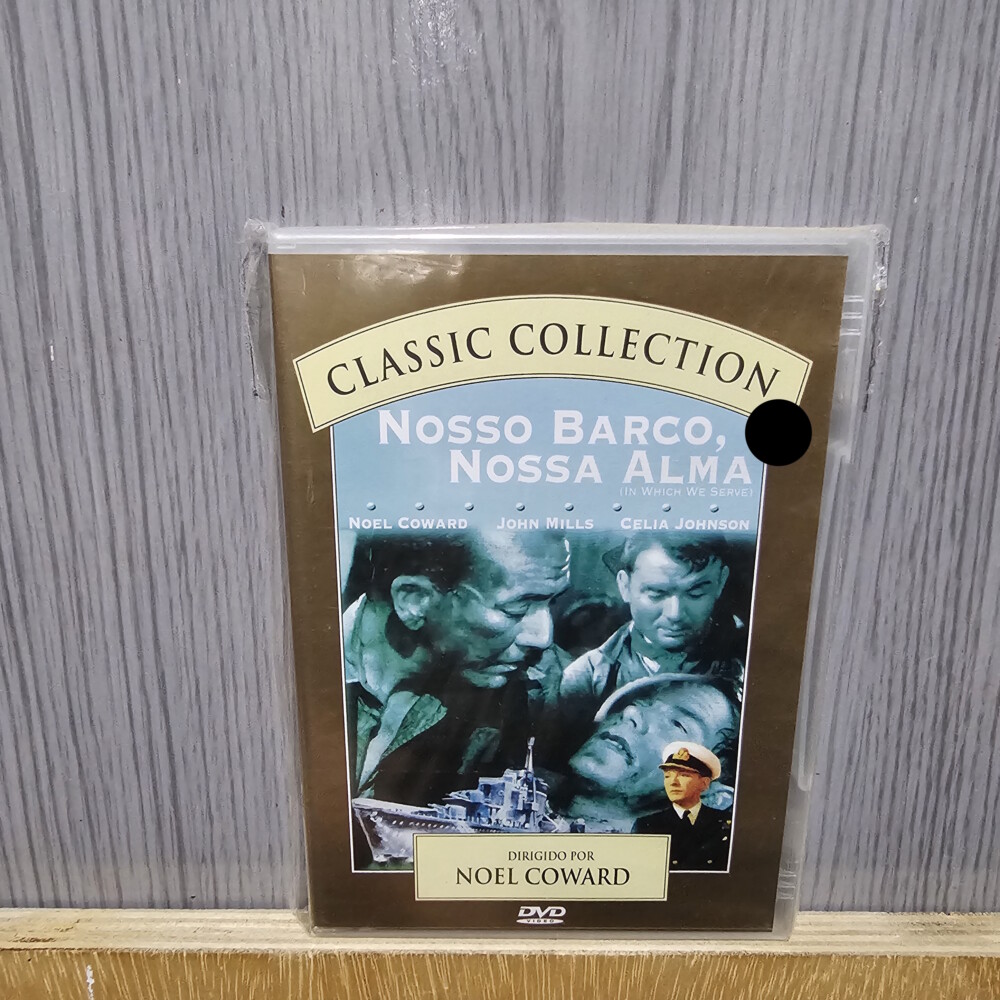 CLASSIC COLLECTION
NOSSO BARCO,
NOSSA ALMA
(IN WHICH WE SERVE)
NOEL COWARD JOHN MILLS CELIA JOHNSON
DIRIGIDO POR
NOEL COWARD
DVD
VIDEO